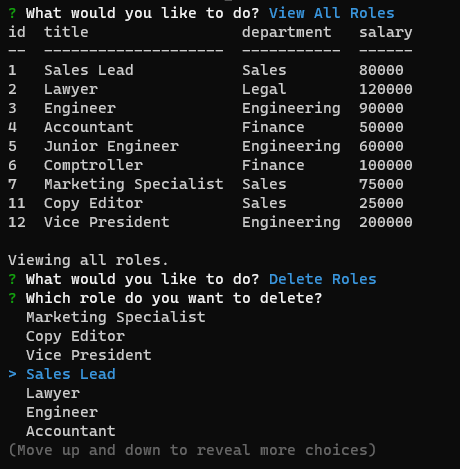 ? What would you like to do? View All Roles
id  title                 department   salary
--  --------------------  -----------  ------
1   Sales Lead            Sales        80000
2   Lawyer                Legal        120000
3   Engineer              Engineering  90000
4   Accountant            Finance      50000
5   Junior Engineer       Engineering  60000
6   Comptroller           Finance      100000
7   Marketing Specialist  Sales        75000
11  Copy Editor           Sales        25000
12  Vice President        Engineering  200000

Viewing all roles.
? What would you like to do? Delete Roles
? Which role do you want to delete?
  Marketing Specialist
  Copy Editor
  Vice President
> Sales Lead
  Lawyer
  Engineer
  Accountant
(Move up and down to reveal more choices)